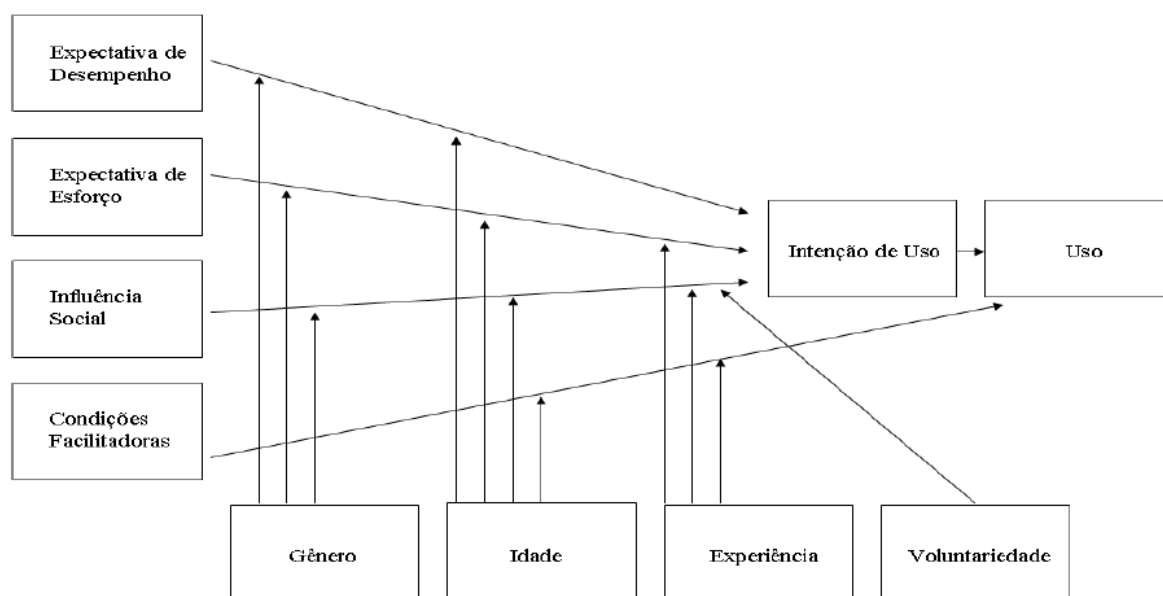 Expectativa de
Desempenho
Expectativa de
Esforço
Influência
Social
Condições
Facilitadoras
Intenção de Uso
Uso
Gênero
Idade
Experiência
Voluntariedade